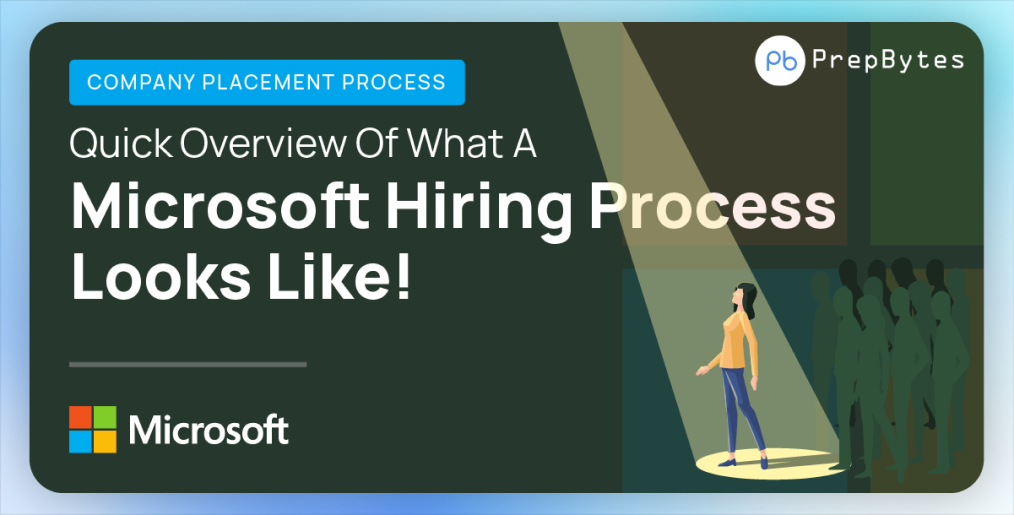 Pb PrepBytes
COMPANY PLACEMENT PROCESS
Quick Overview Of What A
Microsoft Hiring Process
Looks Like!
Microsoft